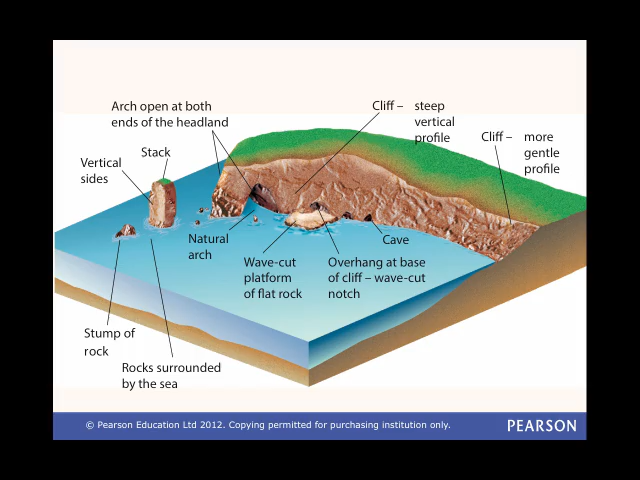 Arch open at both
ends of the headland
Cliff – steep
vertical
profile
Cliff – more
gentle
profile
Stack
Vertical
sides
Natural
arch
Cave
Wave-cut
platform
of flat rock
Overhang at base
of cliff – wave-cut
notch
Stump of
rock
Rocks surrounded
by the sea
© Pearson Education Ltd 2012. Copying permitted for purchasing institution only.
PEARSON